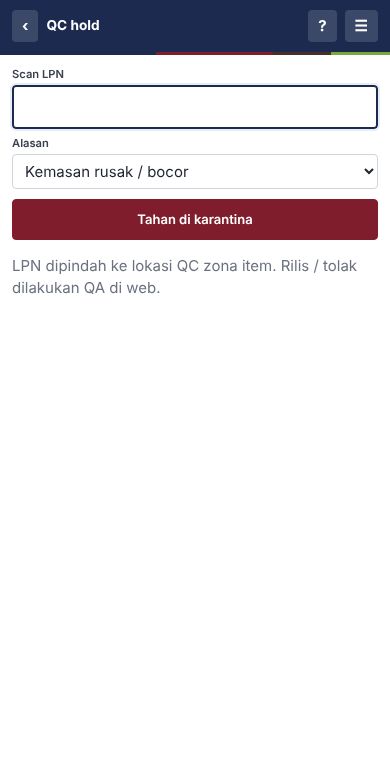 ‹ QC hold ? ☰
Scan LPN
Alasan
Kemasan rusak / bocor
Tahan di karantina
LPN dipindah ke lokasi QC zona item. Rilis / tolak
dilakukan QA di web.